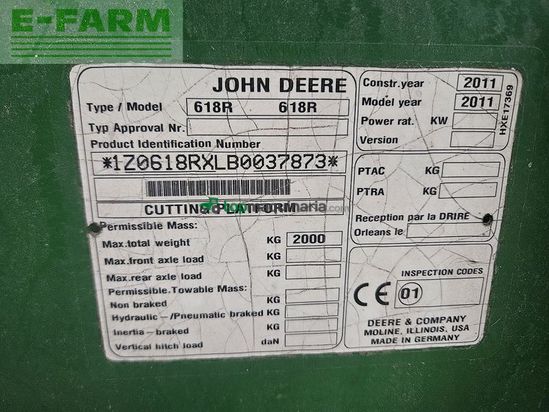 E-FARM
JOHN DEERE
Type / Model 618R 618R
Typ Approval Nr.
Product Identification Number
*1Z0618RXLB0037873*
CUTTING PLATFORM
Permissible Mass:
Max.total weight KG 2000
Max.front axle load KG
Max.rear axle load KG
Permissible.Towable Mass:
Non braked KG
Hydraulic -/Pneumatic braked KG
Inertia - braked KG
Vertical hitch load daN
Constr.year 2011
Model year 2011
Power rat. KW
Version
HXE17369
PTAC KG
PTRA KG
Reception par la DRIRE
Orleans le
INSPECTION CODES
CE 01
DEERE & COMPANY
MOLINE, ILLINOIS, USA
MADE IN GERMANY